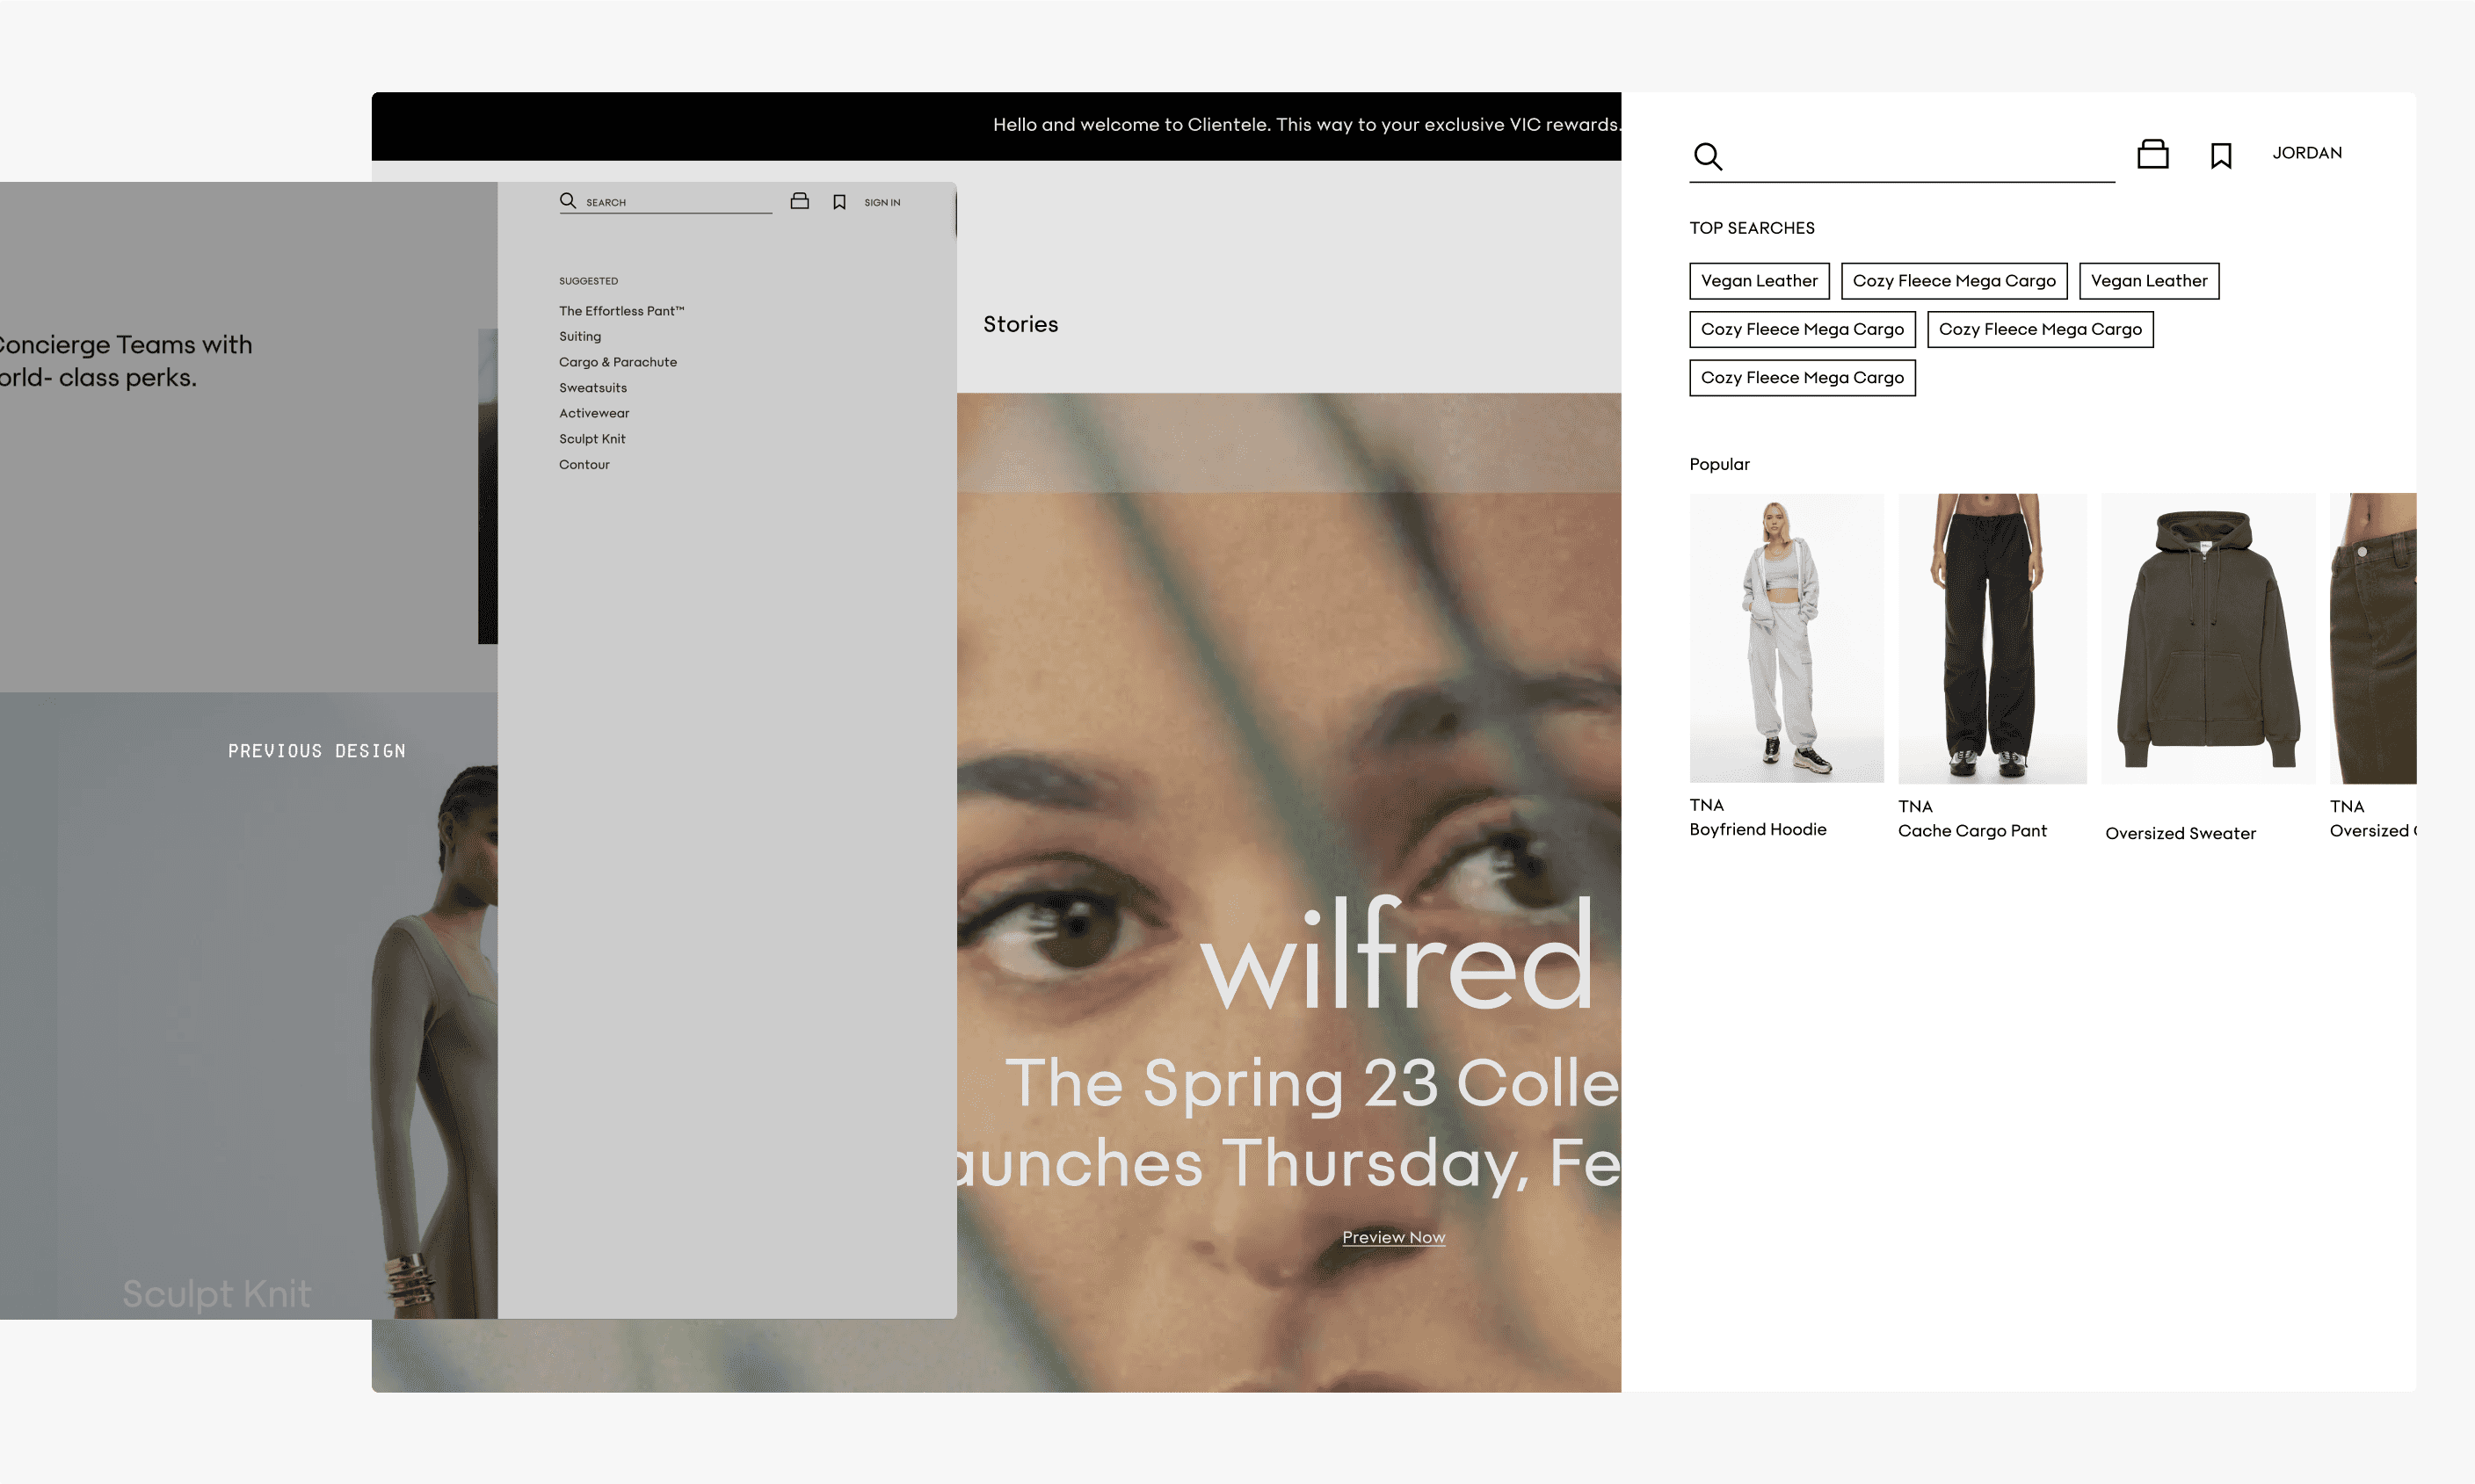 Hello and welcome to Clientele. This way to your exclusive VIC rewards.
Stories
wilfred
The Spring 23 Colle
aunches Thursday, Fe
Preview Now
Concierge Teams with
orld- class perks.
PREVIOUS DESIGN
Sculpt Knit
SEARCH
SIGN IN
SUGGESTED
The Effortless Pant™
Suiting
Cargo & Parachute
Sweatsuits
Activewear
Sculpt Knit
Contour
JORDAN
TOP SEARCHES
Vegan Leather Cozy Fleece Mega Cargo Vegan Leather
Cozy Fleece Mega Cargo Cozy Fleece Mega Cargo
Cozy Fleece Mega Cargo
Popular
TNA
Boyfriend Hoodie
TNA
Cache Cargo Pant
Oversized Sweater
TNA
Oversized